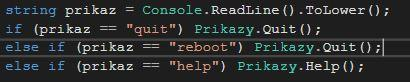 string prikaz = Console.ReadLine().ToLower();
if (prikaz == "quit") Prikazy.Quit();
else if (prikaz == "reboot") Prikazy.Quit();
else if (prikaz == "help") Prikazy.Help();